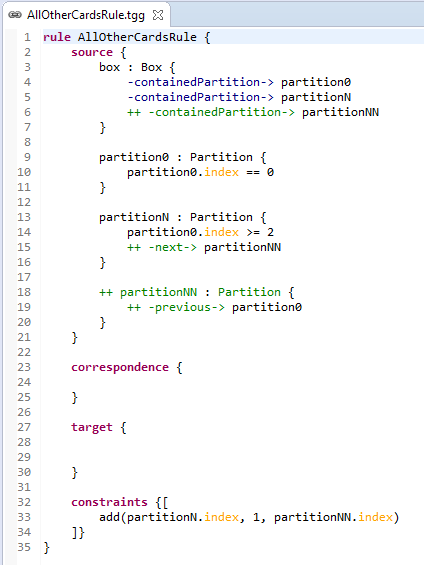 AllOtherCardsRule.tgg
1 rule AllOtherCardsRule {
2     source {
3         box : Box {
4             -containedPartition-> partition0
5             -containedPartition-> partitionN
6             ++ -containedPartition-> partitionNN
7         }
8
9         partition0 : Partition {
10             partition0.index == 0
11         }
12
13         partitionN : Partition {
14             partition0.index >= 2
15             ++ -next-> partitionNN
16         }
17
18         ++ partitionNN : Partition {
19             ++ -previous-> partition0
20         }
21     }
22
23     correspondence {
24
25     }
26
27     target {
28
29
30     }
31
32     constraints {[
33         add(partitionN.index, 1, partitionNN.index)
34     ]}
35 }